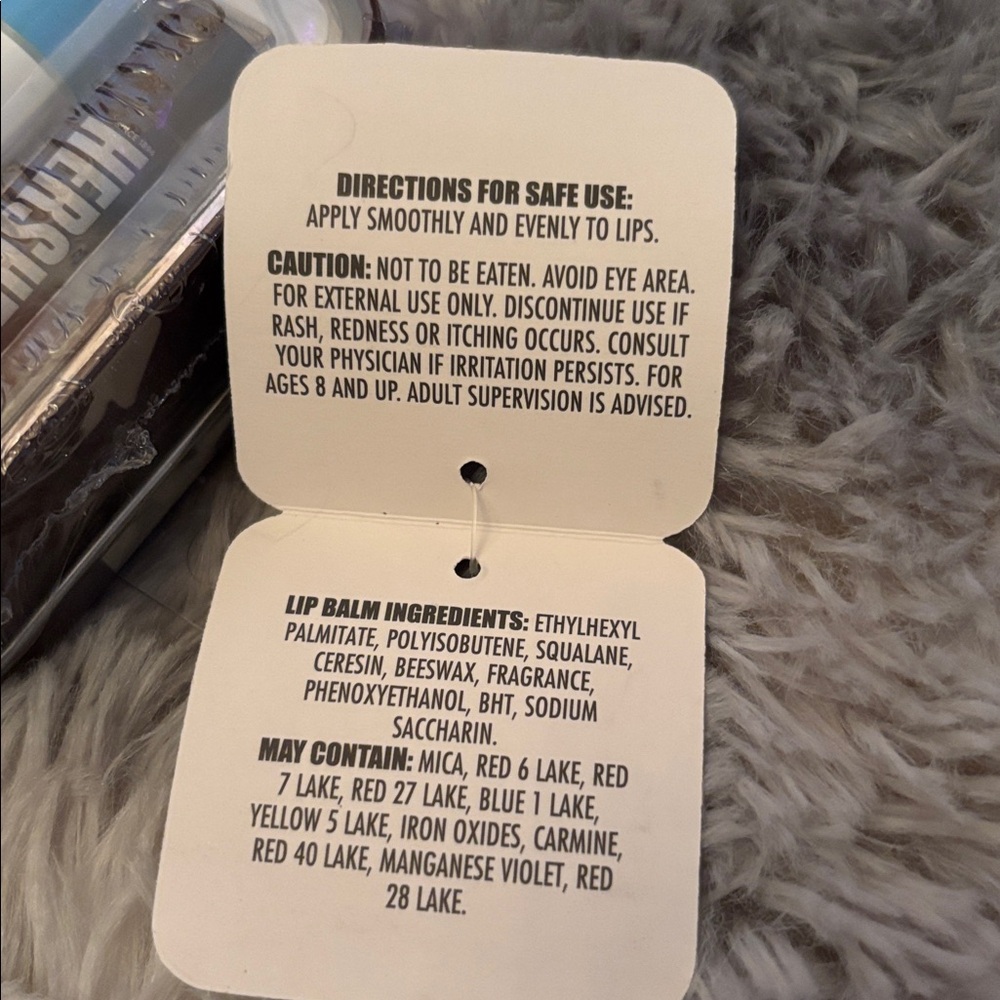 HERSH
DIRECTIONS FOR SAFE USE:
APPLY SMOOTHLY AND EVENLY TO LIPS.
CAUTION: NOT TO BE EATEN. AVOID EYE AREA.
FOR EXTERNAL USE ONLY. DISCONTINUE USE IF
RASH, REDNESS OR ITCHING OCCURS. CONSULT
YOUR PHYSICIAN IF IRRITATION PERSISTS. FOR
AGES 8 AND UP. ADULT SUPERVISION IS ADVISED.
LIP BALM INGREDIENTS: ETHYLHEXYL
PALMITATE, POLYISOBUTENE, SQUALANE,
CERESIN, BEESWAX, FRAGRANCE,
PHENOXYETHANOL, BHT, SODIUM
SACCHARIN.
MAY CONTAIN: MICA, RED 6 LAKE, RED
7 LAKE, RED 27 LAKE, BLUE 1 LAKE,
YELLOW 5 LAKE, IRON OXIDES, CARMINE,
RED 40 LAKE, MANGANESE VIOLET, RED
28 LAKE.